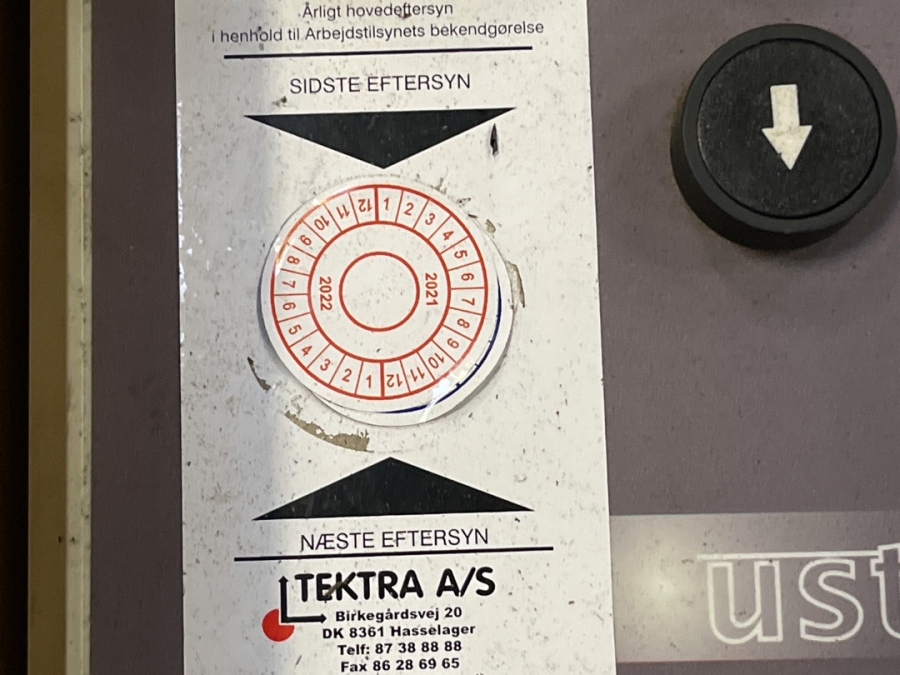 Årligt hovedeftersyn
i henhold til Arbejdstilsynets bekendgørelse
SIDSTE EFTERSYN
1 2 3 4 5 6 7 8 9 10 11 12
2021
1 2 3 4 5 6 7 8 9 10 11 12
2022
NÆSTE EFTERSYN
TEKTRA A/S
Birkegårdsvej 20
DK 8361 Hasselager
Telf: 87 38 88 88
Fax 86 28 69 65
ust